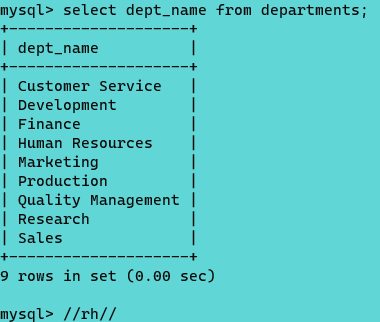 mysql> select dept_name from departments;
+--------------------+
| dept_name          |
+--------------------+
| Customer Service   |
| Development        |
| Finance            |
| Human Resources    |
| Marketing          |
| Production         |
| Quality Management |
| Research           |
| Sales              |
+--------------------+
9 rows in set (0.00 sec)
mysql> //rh//